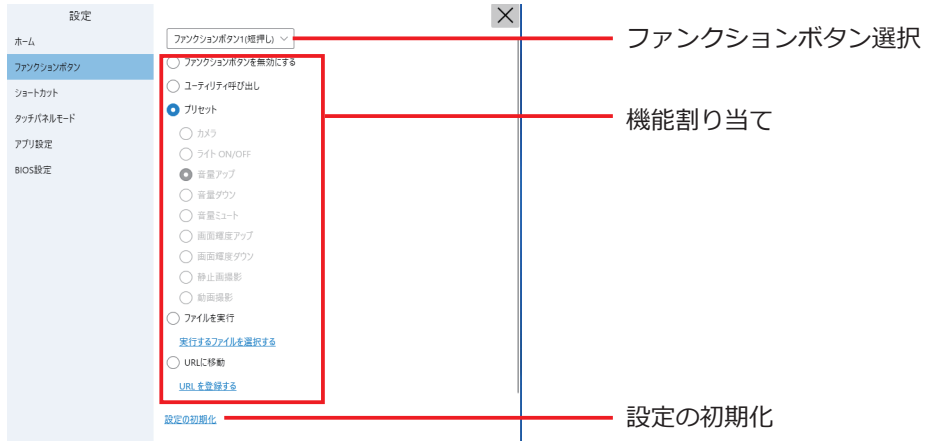 設定
ホーム
ファンクションボタン
ショートカット
タッチパネルモード
アプリ設定
BIOS設定
ファンクションボタン1(短押し)
ファンクションボタンを無効にする
ユーティリティ呼び出し
プリセット
カメラ
ライト ON/OFF
音量アップ
音量ダウン
音量ミュート
画面輝度アップ
画面輝度ダウン
静止画撮影
動画撮影
ファイルを実行
実行するファイルを選択する
URLに移動
URL を登録する
設定の初期化
ファンクションボタン選択
機能割り当て
設定の初期化